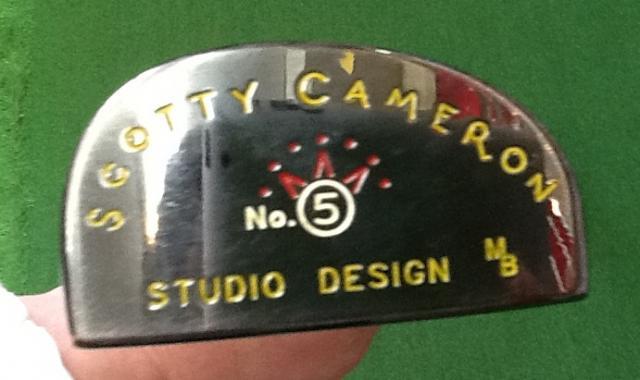 SCOTTY CAMERON
No. 5
STUDIO DESIGN MB